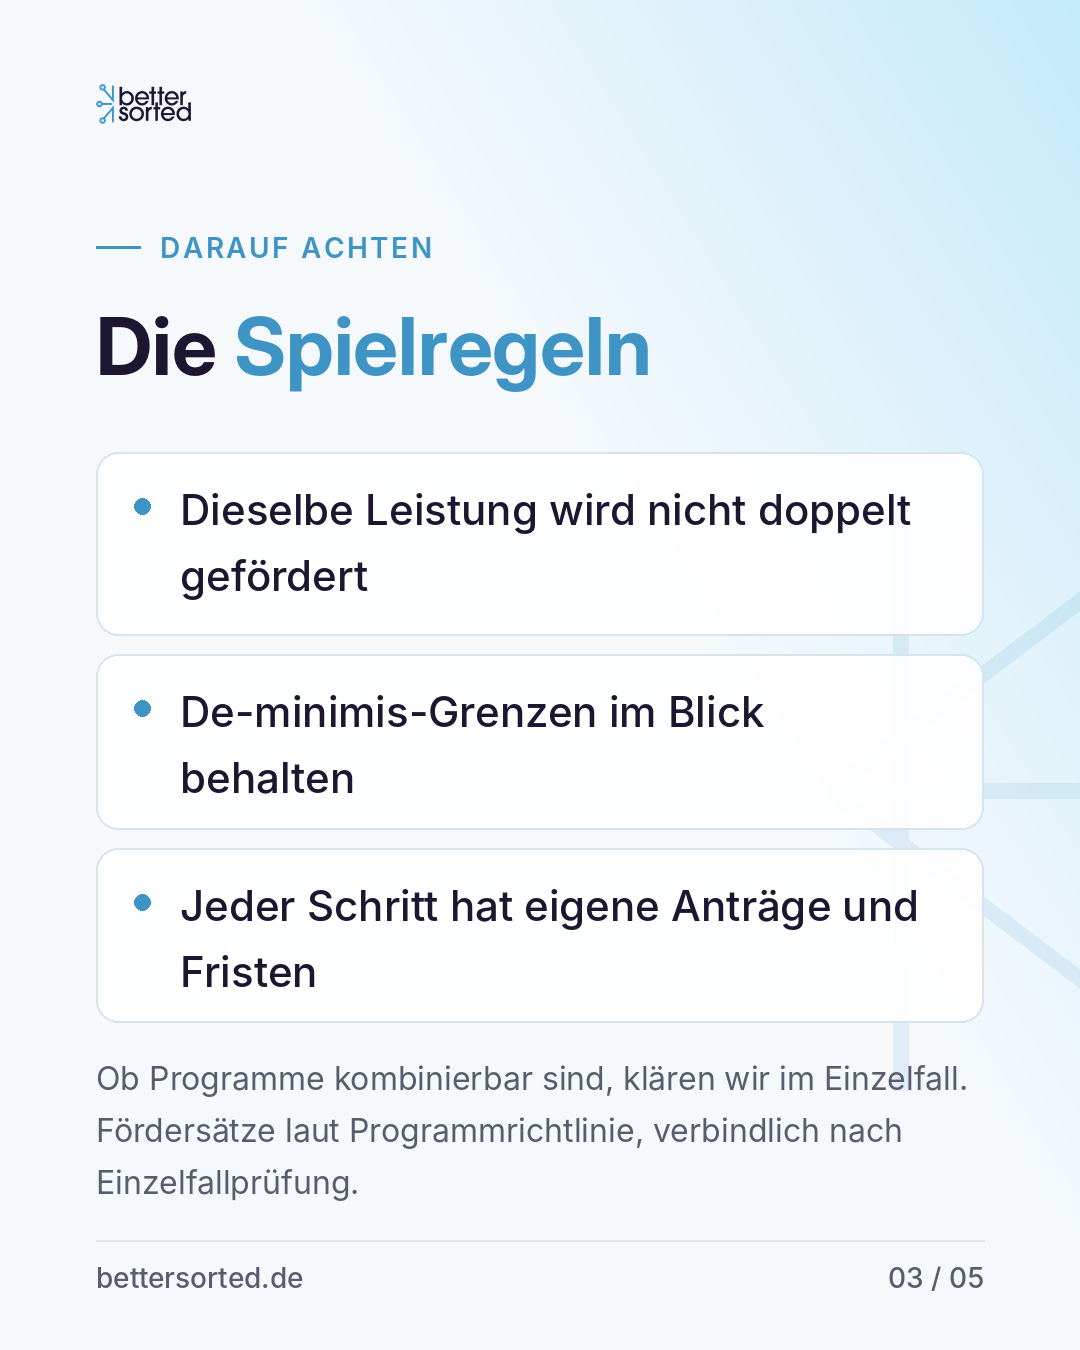 better
sorted
DARAUF ACHTEN
Die Spielregeln
Dieselbe Leistung wird nicht doppelt
gefördert
De-minimis-Grenzen im Blick
behalten
Jeder Schritt hat eigene Anträge und
Fristen
Ob Programme kombinierbar sind, klären wir im Einzelfall.
Fördersätze laut Programmrichtlinie, verbindlich nach
Einzelfallprüfung.
bettersorted.de
03 / 05